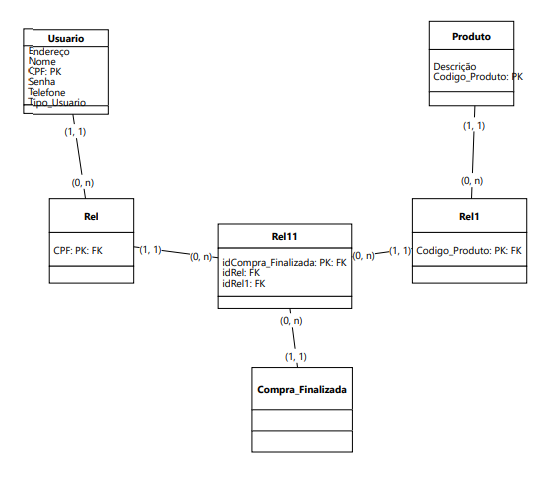 Usuario
Endereço
Nome
CPF: PK
Senha
Telefone
Tipo_Usuario
Produto
Descrição
Codigo_Produto: PK
(1, 1)
(1, 1)
(0, n)
(0, n)
Rel
CPF: PK: FK
Rel1
Codigo_Produto: PK: FK
Rel11
idCompra_Finalizada: PK: FK
idRel: FK
idRel1: FK
(1, 1)
(0, n)
(0, n)
(1, 1)
(0, n)
(1, 1)
Compra_Finalizada